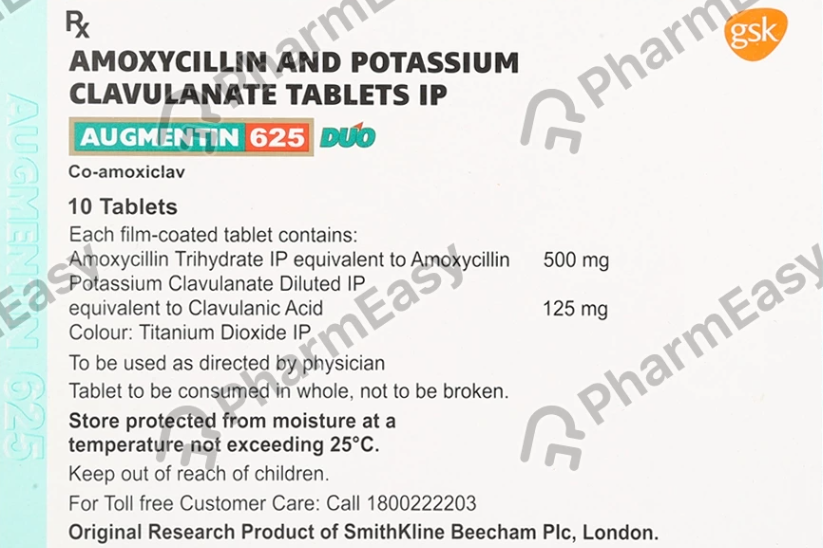 Rx
gsk
AMOXYCILLIN AND POTASSIUM
CLAVULANATE TABLETS IP
AUGMENTIN 625 DUO
Co-amoxiclav
10 Tablets
Each film-coated tablet contains:
Amoxycillin Trihydrate IP equivalent to Amoxycillin 500 mg
Potassium Clavulanate Diluted IP
equivalent to Clavulanic Acid 125 mg
Colour: Titanium Dioxide IP
To be used as directed by physician
Tablet to be consumed in whole, not to be broken.
Store protected from moisture at a
temperature not exceeding 25°C.
Keep out of reach of children.
For Toll free Customer Care: Call 1800222203
Original Research Product of SmithKline Beecham Plc, London.
AUGMENTIN 625
PharmEasy
PharmEasy
PharmEasy